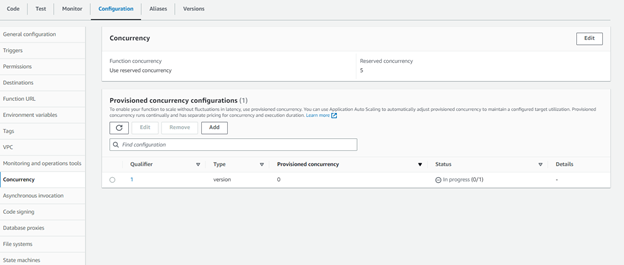 Code Test Monitor Configuration Aliases Versions
General configuration
Triggers
Permissions
Destinations
Function URL
Environment variables
Tags
VPC
Monitoring and operations tools
Concurrency
Asynchronous invocation
Code signing
Database proxies
File systems
State machines
Concurrency
Edit
Function concurrency
Use reserved concurrency
Reserved concurrency
5
Provisioned concurrency configurations (1)
To enable your function to scale without fluctuations in latency, use provisioned concurrency. You can use Application Auto Scaling to automatically adjust provisioned concurrency to maintain a configured target utilization. Provisioned
concurrency runs continually and has separate pricing for concurrency and execution duration. Learn more
Edit Remove Add
Find configuration
Qualifier Type Provisioned concurrency Status Details
1 version 0 In progress (0/1) -